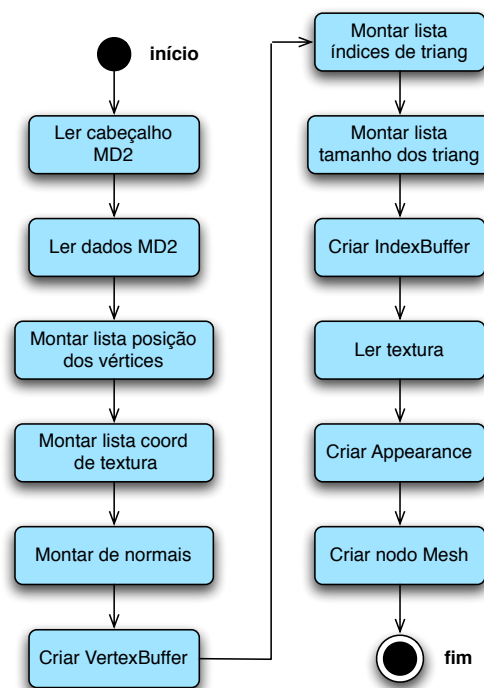 início
Ler cabeçalho
MD2
Ler dados MD2
Montar lista posição
dos vértices
Montar lista coord
de textura
Montar de normais
Criar VertexBuffer
Montar lista
índices de triang
Montar lista
tamanho dos triang
Criar IndexBuffer
Ler textura
Criar Appearance
Criar nodo Mesh
fim